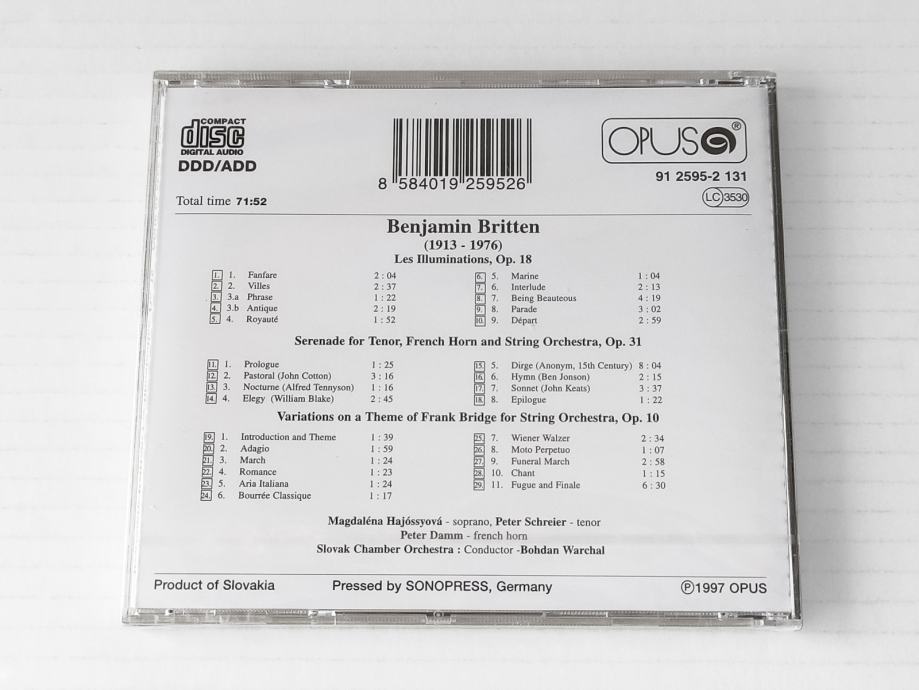 COMPACT
disc
DIGITAL AUDIO
DDD/ADD
8 584019 259526
OPUS ®
91 2595-2 131
LC 3530
Total time 71:52
Benjamin Britten
(1913 - 1976)
Les Illuminations, Op. 18
1. 1. Fanfare 2 : 04
2. 2. Villes 2 : 37
3. 3.a Phrase 1 : 22
4. 3.b Antique 2 : 19
5. 4. Royauté 1 : 52
6. 5. Marine 1 : 04
7. 6. Interlude 2 : 13
8. 7. Being Beauteous 4 : 19
9. 8. Parade 3 : 02
10. 9. Départ 2 : 59
Serenade for Tenor, French Horn and String Orchestra, Op. 31
11. 1. Prologue 1 : 25
12. 2. Pastoral (John Cotton) 3 : 16
13. 3. Nocturne (Alfred Tennyson) 1 : 16
14. 4. Elegy (William Blake) 2 : 45
15. 5. Dirge (Anonym, 15th Century) 8 : 04
16. 6. Hymn (Ben Jonson) 2 : 15
17. 7. Sonnet (John Keats) 3 : 37
18. 8. Epilogue 1 : 22
Variations on a Theme of Frank Bridge for String Orchestra, Op. 10
19. 1. Introduction and Theme 1 : 39
20. 2. Adagio 1 : 59
21. 3. March 1 : 24
22. 4. Romance 1 : 23
23. 5. Aria Italiana 1 : 24
24. 6. Bourrée Classique 1 : 17
25. 7. Wiener Walzer 2 : 34
26. 8. Moto Perpetuo 1 : 07
27. 9. Funeral March 2 : 58
28. 10. Chant 1 : 15
29. 11. Fugue and Finale 6 : 30
Magdaléna Hajóssyová - soprano, Peter Schreier - tenor
Peter Damm - french horn
Slovak Chamber Orchestra : Conductor -Bohdan Warchal
Product of Slovakia
Pressed by SONOPRESS, Germany
℗1997 OPUS